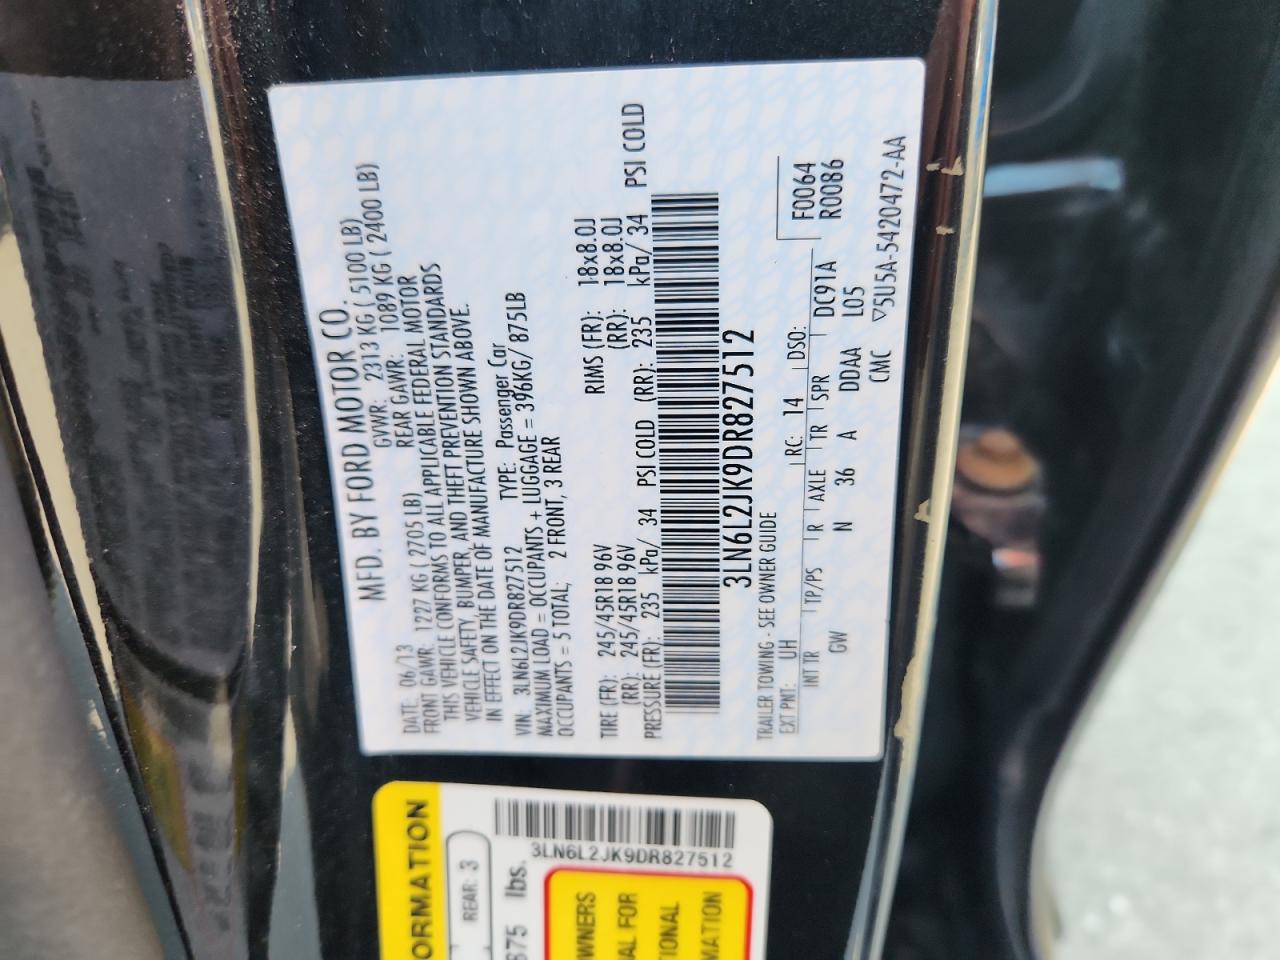 MFD. BY FORD MOTOR CO.
DATE: 06/13 GVWR: 2313 KG ( 5100 LB)
FRONT GAWR: 1227 KG ( 2705 LB) REAR GAWR: 1089 KG ( 2400 LB)
THIS VEHICLE CONFORMS TO ALL APPLICABLE FEDERAL MOTOR
VEHICLE SAFETY, BUMPER, AND THEFT PREVENTION STANDARDS
IN EFFECT ON THE DATE OF MANUFACTURE SHOWN ABOVE.
VIN: 3LN6L2JK9DR827512 TYPE: Passenger Car
MAXIMUM LOAD = OCCUPANTS + LUGGAGE = 396KG/ 875LB
OCCUPANTS = 5 TOTAL; 2 FRONT, 3 REAR
TIRE (FR): 245/45R18 96V RIMS (FR): 18x8.0J
(RR): 245/45R18 96V (RR): 18x8.0J
PRESSURE (FR): 235 kPa/ 34 PSI COLD (RR): 235 kPa/ 34 PSI COLD
3LN6L2JK9DR827512
TRAILER TOWING - SEE OWNER GUIDE F0064
EXT PNT: UH RC: 14 DSO: R0086
INT TR TP/PS R AXLE TR SPR DC91A
GW N 36 A DDAA L05
CMC ▽5U5A-5420472-AA
ORMATION
REAR: 3
875 lbs.
3LN6L2JK9DR827512
WNERS
AL FOR
IONAL
MATION